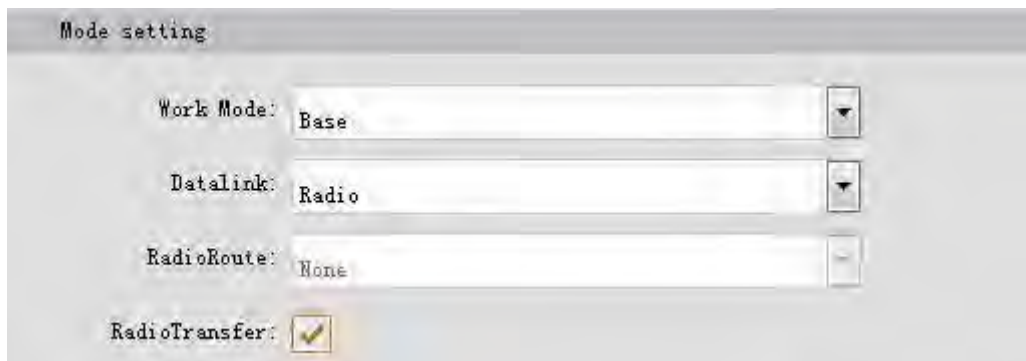 Mode setting
Work Mode: Base
Datalink: Radio
RadioRoute: None
RadioTransfer: